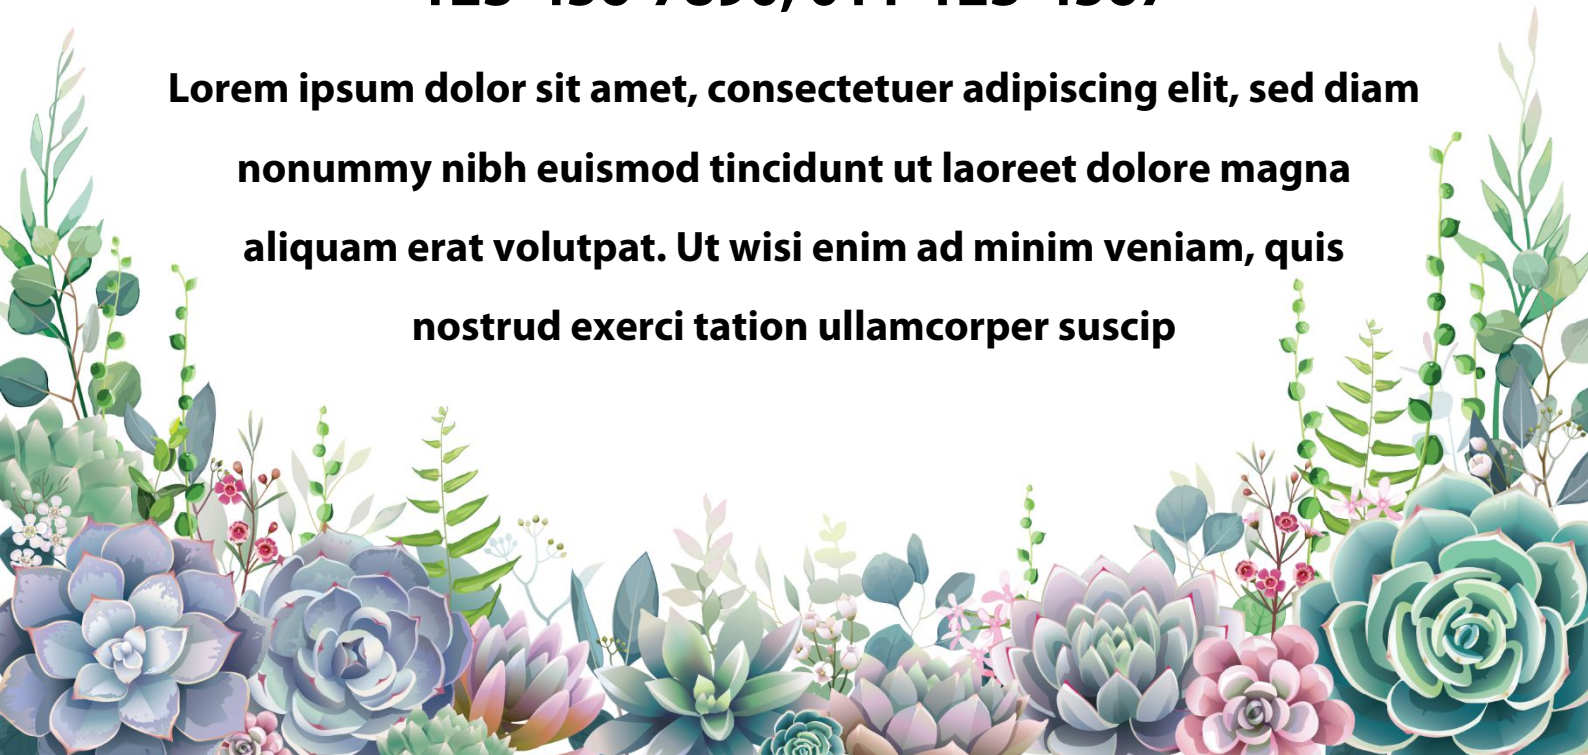 Lorem ipsum dolor sit amet, consectetuer adipiscing elit, sed diam
nonummy nibh euismod tincidunt ut laoreet dolore magna
aliquam erat volutpat. Ut wisi enim ad minim veniam, quis
nostrud exerci tation ullamcorper suscip